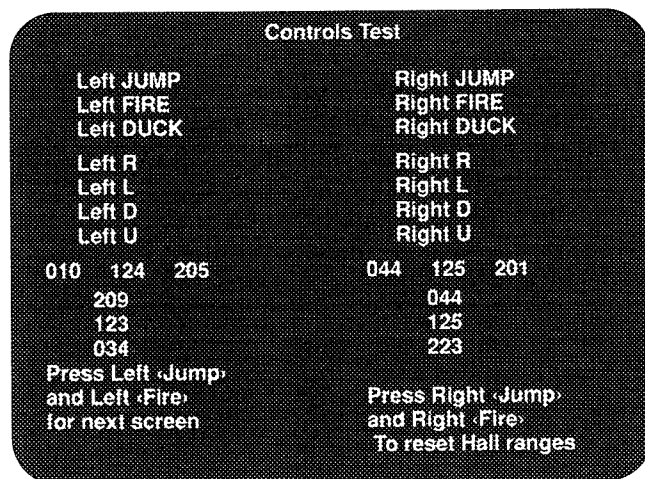 Controls Test
Left JUMP
Left FIRE
Left DUCK
Left R
Left L
Left D
Left U
010 124 205
209
123
034
Press Left ‹Jump›
and Left ‹Fire›
for next screen
Right JUMP
Right FIRE
Right DUCK
Right R
Right L
Right D
Right U
044 125 201
044
125
223
Press Right ‹Jump›
and Right ‹Fire›
To reset Hall ranges